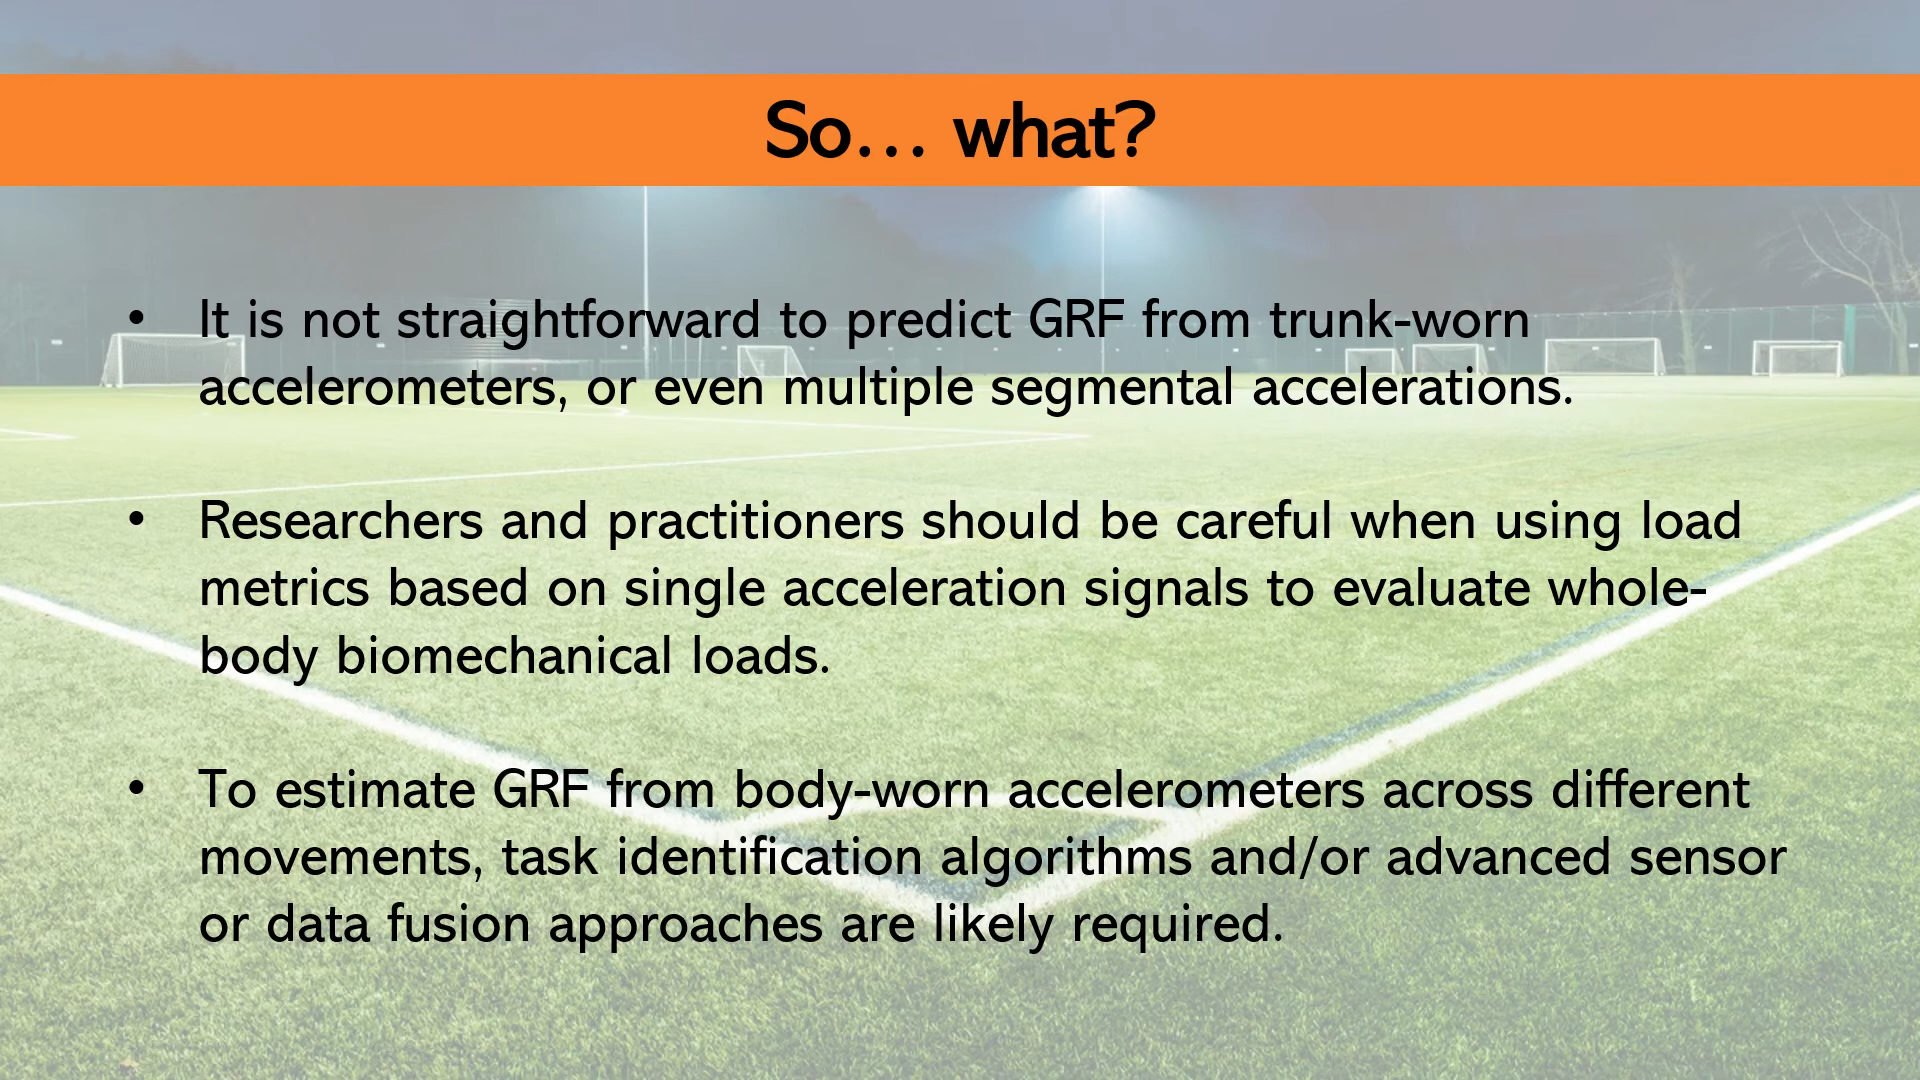 So… what?
• It is not straightforward to predict GRF from trunk-worn
accelerometers, or even multiple segmental accelerations.
• Researchers and practitioners should be careful when using load
metrics based on single acceleration signals to evaluate whole-
body biomechanical loads.
• To estimate GRF from body-worn accelerometers across different
movements, task identification algorithms and/or advanced sensor
or data fusion approaches are likely required.